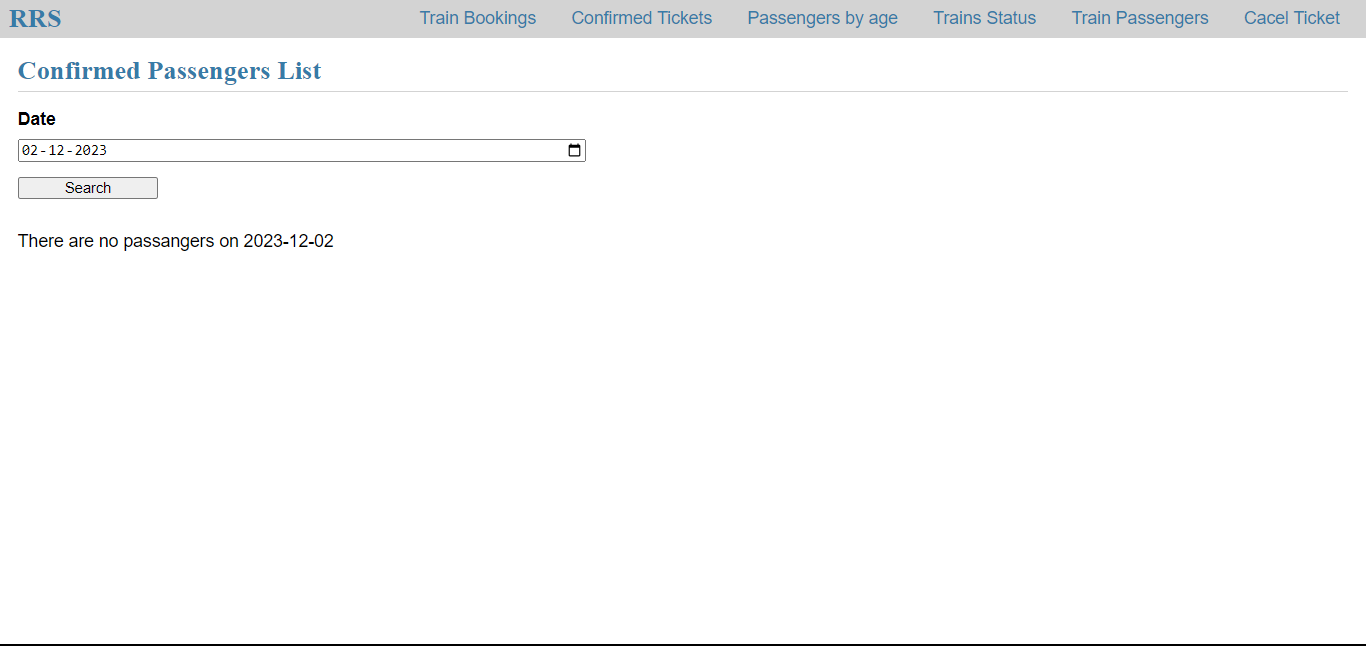 RRS Train Bookings Confirmed Tickets Passengers by age Trains Status Train Passengers Cacel Ticket
Confirmed Passengers List
Date
02-12-2023
Search
There are no passangers on 2023-12-02